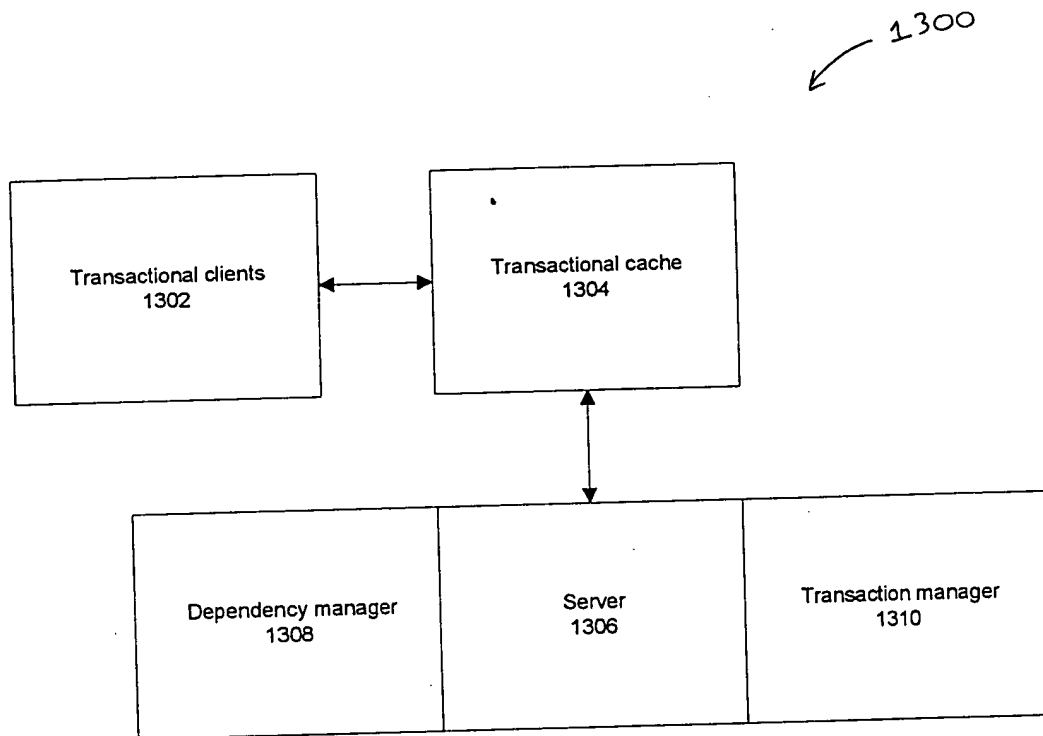 1300
Transactional clients
1302
Transactional cache
1304
Dependency manager
1308
Server
1306
Transaction manager
1310